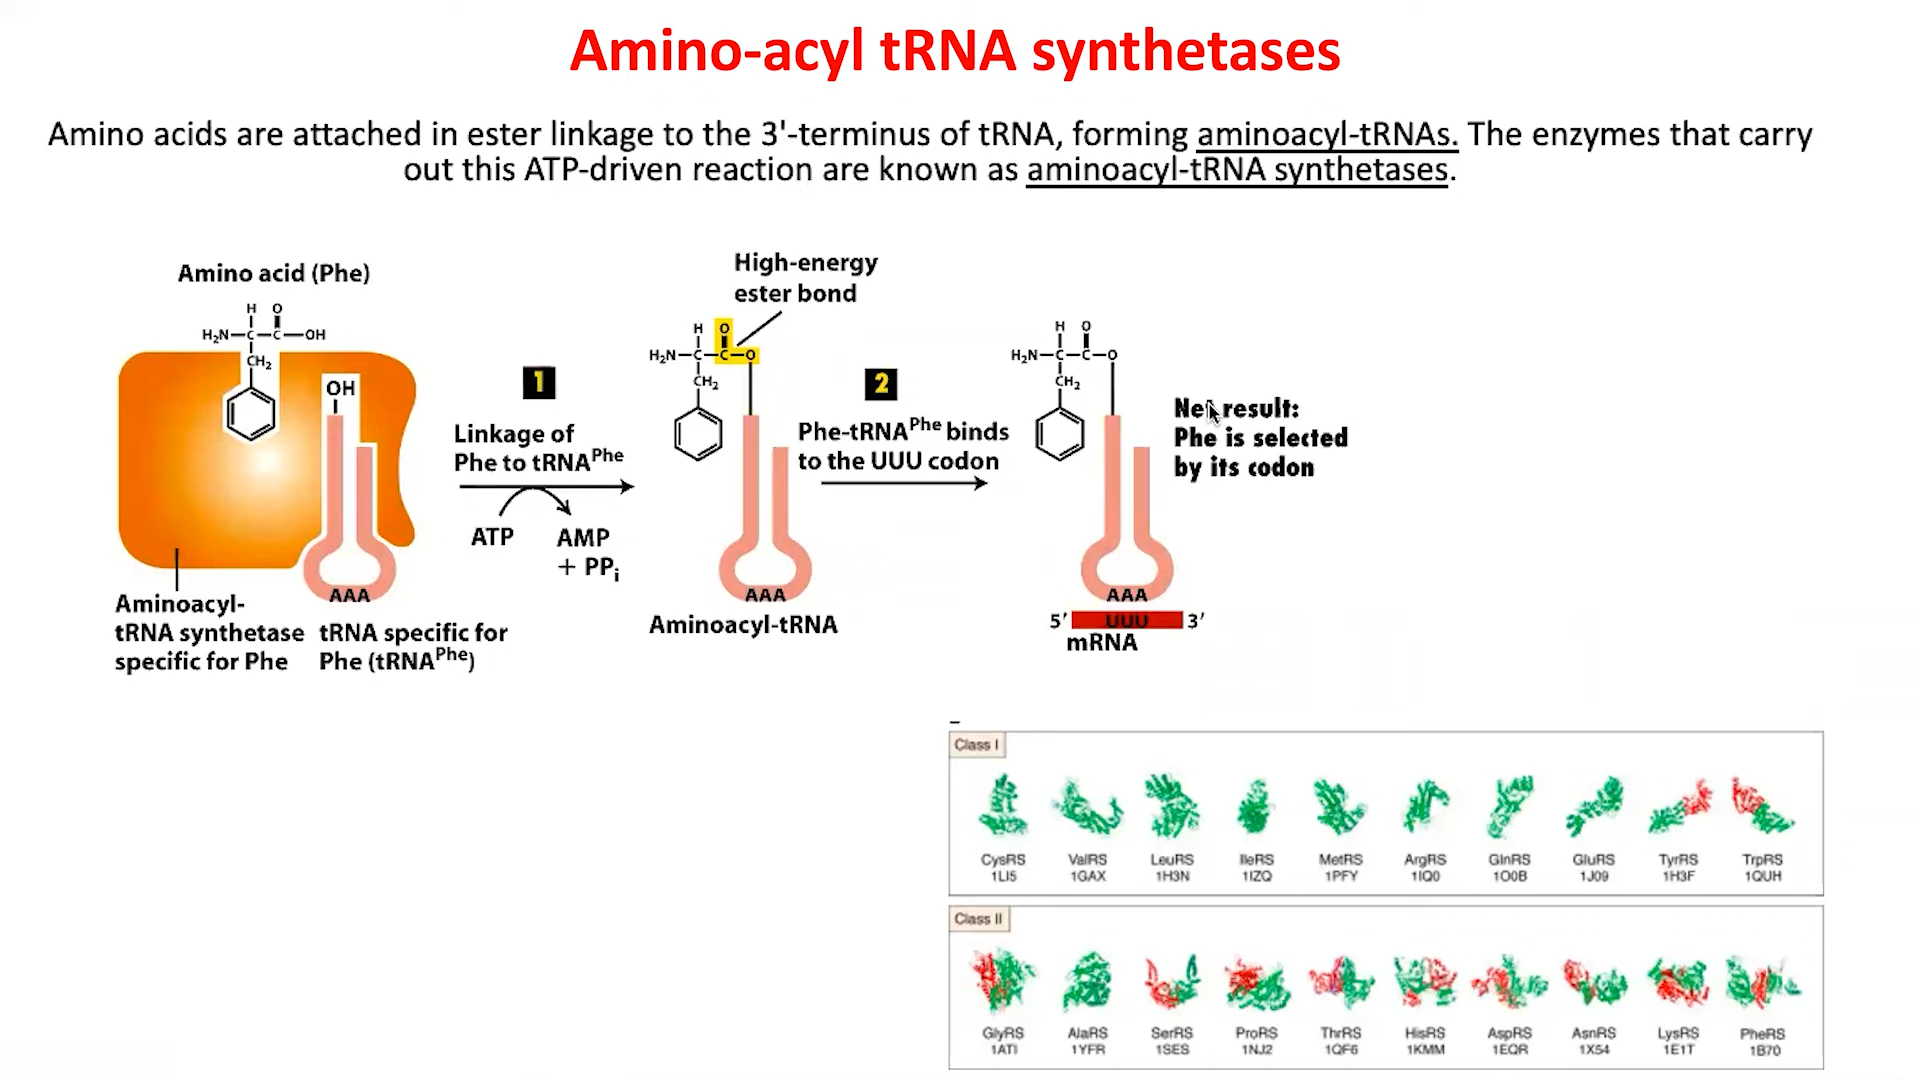 Amino-acyl tRNA synthetases
Amino acids are attached in ester linkage to the 3'-terminus of tRNA, forming aminoacyl-tRNAs. The enzymes that carry
out this ATP-driven reaction are known as aminoacyl-tRNA synthetases.
Amino acid (Phe)
H O
H₂N—C—C—OH
CH₂
OH
AAA
Aminoacyl-
tRNA synthetase
specific for Phe
tRNA specific for
Phe (tRNAᴾʰᵉ)
1
Linkage of
Phe to tRNAᴾʰᵉ
ATP
AMP
+ PPᵢ
High-energy
ester bond
H O
H₂N—C—C—O
CH₂
AAA
Aminoacyl-tRNA
2
Phe-tRNAᴾʰᵉ binds
to the UUU codon
H O
H₂N—C—C—O
CH₂
AAA
5′ UUU 3′
mRNA
Net result:
Phe is selected
by its codon
Class I
CysRS ValRS LeuRS IleRS MetRS ArgRS GlnRS GluRS TyrRS TrpRS
1LI5 1GAX 1H3N 1IZQ 1PFY 1IQ0 1O0B 1J09 1H3F 1QUH
Class II
GlyRS AlaRS SerRS ProRS ThrRS HisRS AspRS AsnRS LysRS PheRS
1ATI 1YFR 1SES 1NJ2 1QF6 1KMM 1EQR 1X54 1E1T 1B70